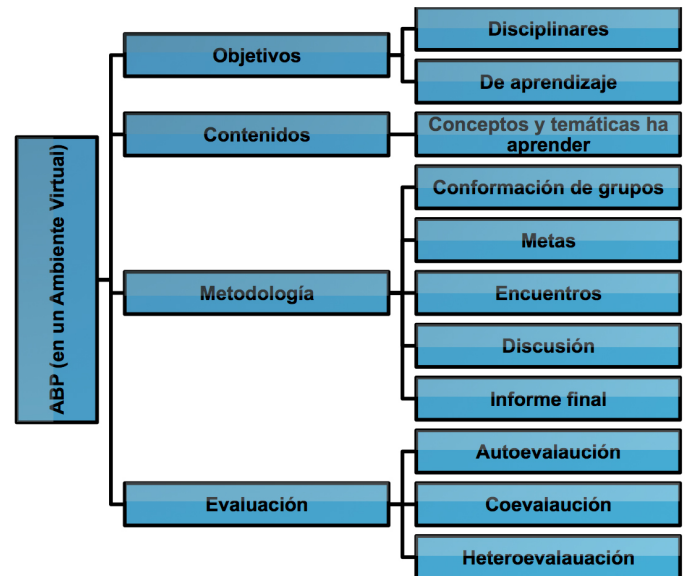 ABP (en un Ambiente Virtual)
Objetivos
Disciplinares
De aprendizaje
Contenidos
Conceptos y temáticas ha
aprender
Metodología
Conformación de grupos
Metas
Encuentros
Discusión
Informe final
Evaluación
Autoevalaución
Coevalaución
Heteroevalauación